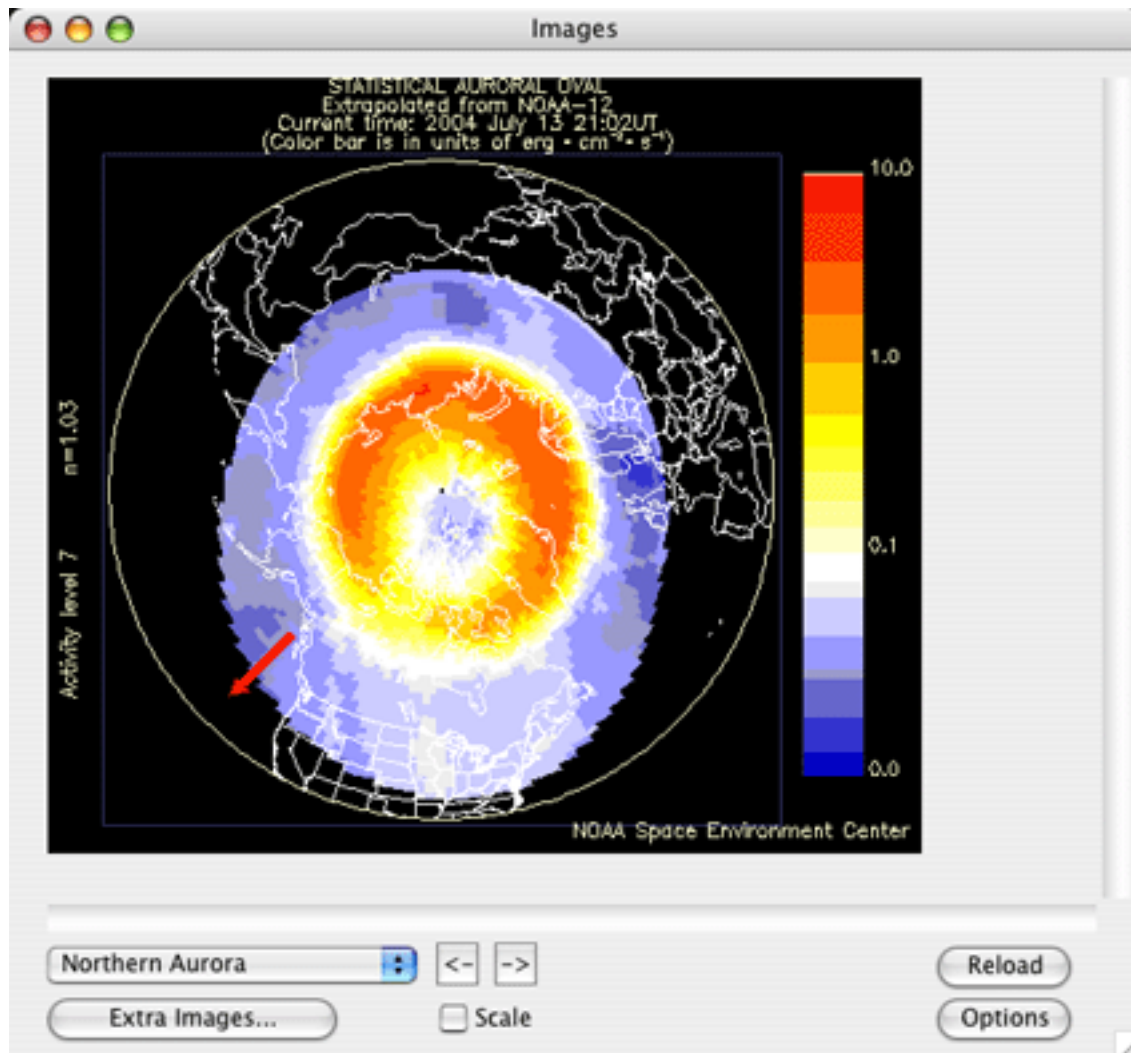 Images
STATISTICAL AURORAL OVAL
Extrapolated from NOAA-12
Current time: 2004 July 13 21:02UT
(Color bar is in units of erg · cm⁻² · s⁻¹)
10.0
1.0
0.1
0.0
n=1.03
Activity level 7
NOAA Space Environment Center
Northern Aurora
<-
->
Reload
Extra Images...
Scale
Options